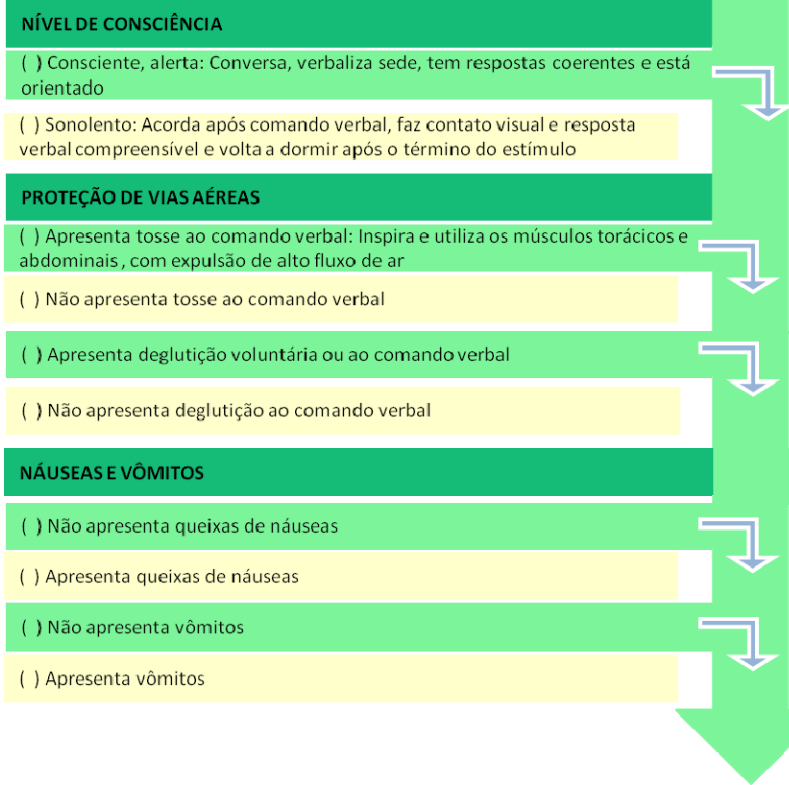 NÍVEL DE CONSCIÊNCIA
( ) Consciente, alerta: Conversa, verbaliza sede, tem respostas coerentes e está
orientado
( ) Sonolento: Acorda após comando verbal, faz contato visual e resposta
verbal compreensível e volta a dormir após o término do estímulo
PROTEÇÃO DE VIAS AÉREAS
( ) Apresenta tosse ao comando verbal: Inspira e utiliza os músculos torácicos e
abdominais, com expulsão de alto fluxo de ar
( ) Não apresenta tosse ao comando verbal
( ) Apresenta deglutição voluntária ou ao comando verbal
( ) Não apresenta deglutição ao comando verbal
NÁUSEAS E VÔMITOS
( ) Não apresenta queixas de náuseas
( ) Apresenta queixas de náuseas
( ) Não apresenta vômitos
( ) Apresenta vômitos